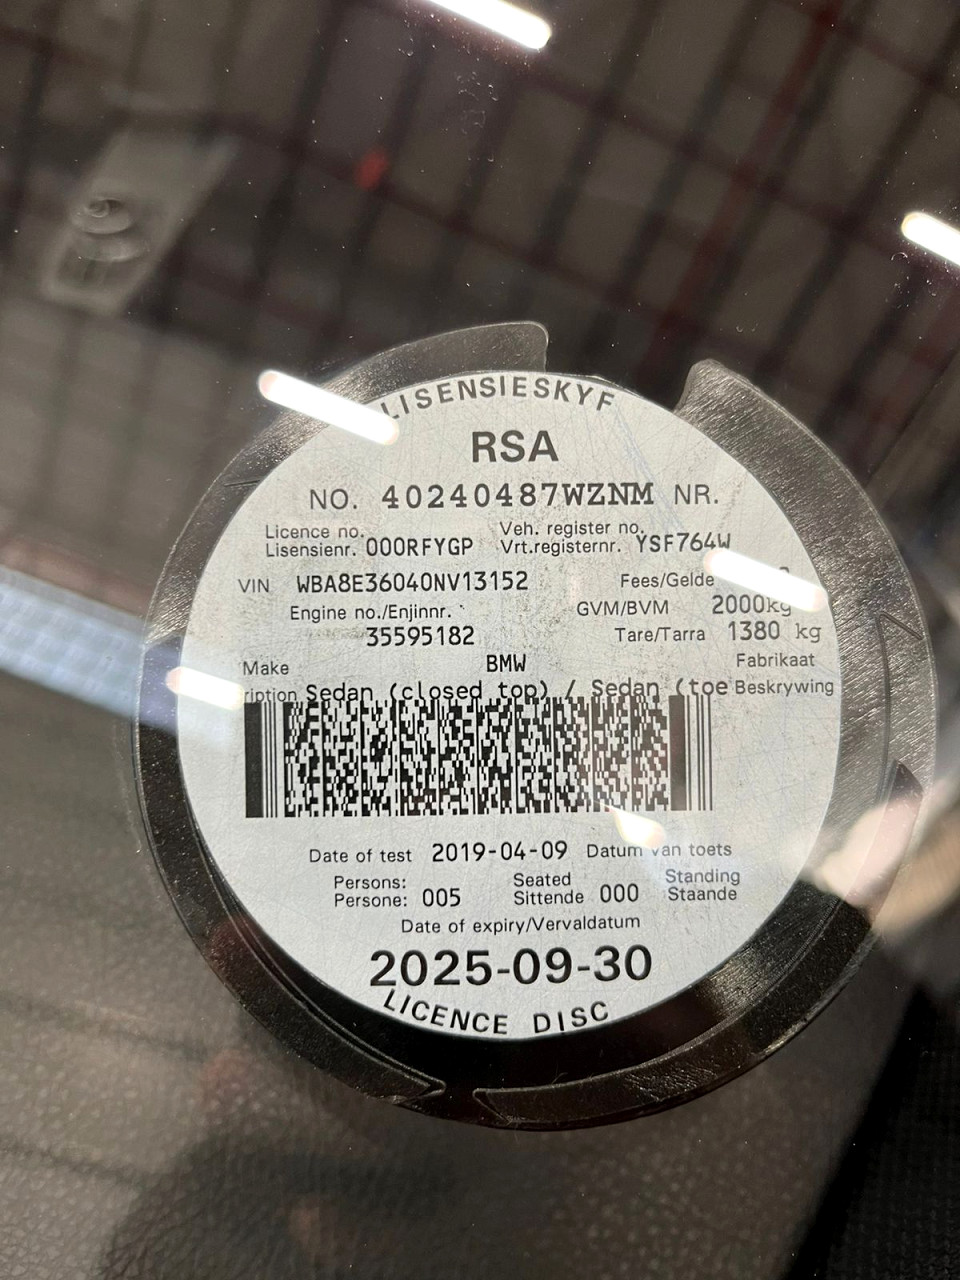 LISENSIESKYF
RSA
NO. 40240487WZNM NR.
Licence no. Veh. register no.
Lisensienr. 000RFYGP Vrt.registernr. YSF764W
VIN WBA8E36040NV13152 Fees/Gelde
Engine no./Enjinnr. GVM/BVM 2000kg
35595182 Tare/Tarra 1380 kg
Make BMW Fabrikaat
Sedan (closed top) / Sedan (toe Beskrywing
Date of test 2019-04-09 Datum van toets
Persons: Seated Standing
Persone: 005 Sittende 000 Staande
Date of expiry/Vervaldatum
2025-09-30
LICENCE DISC